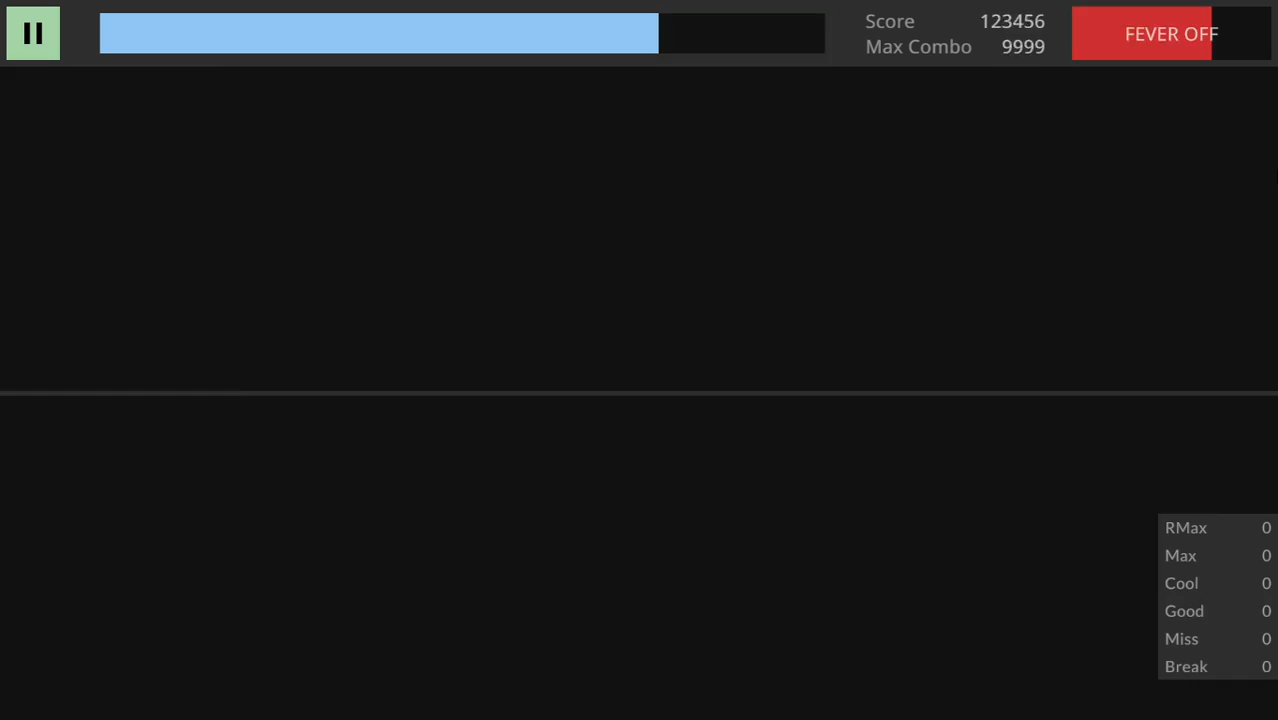 Score 123456
Max Combo 9999
FEVER OFF
RMax 0
Max 0
Cool 0
Good 0
Miss 0
Break 0